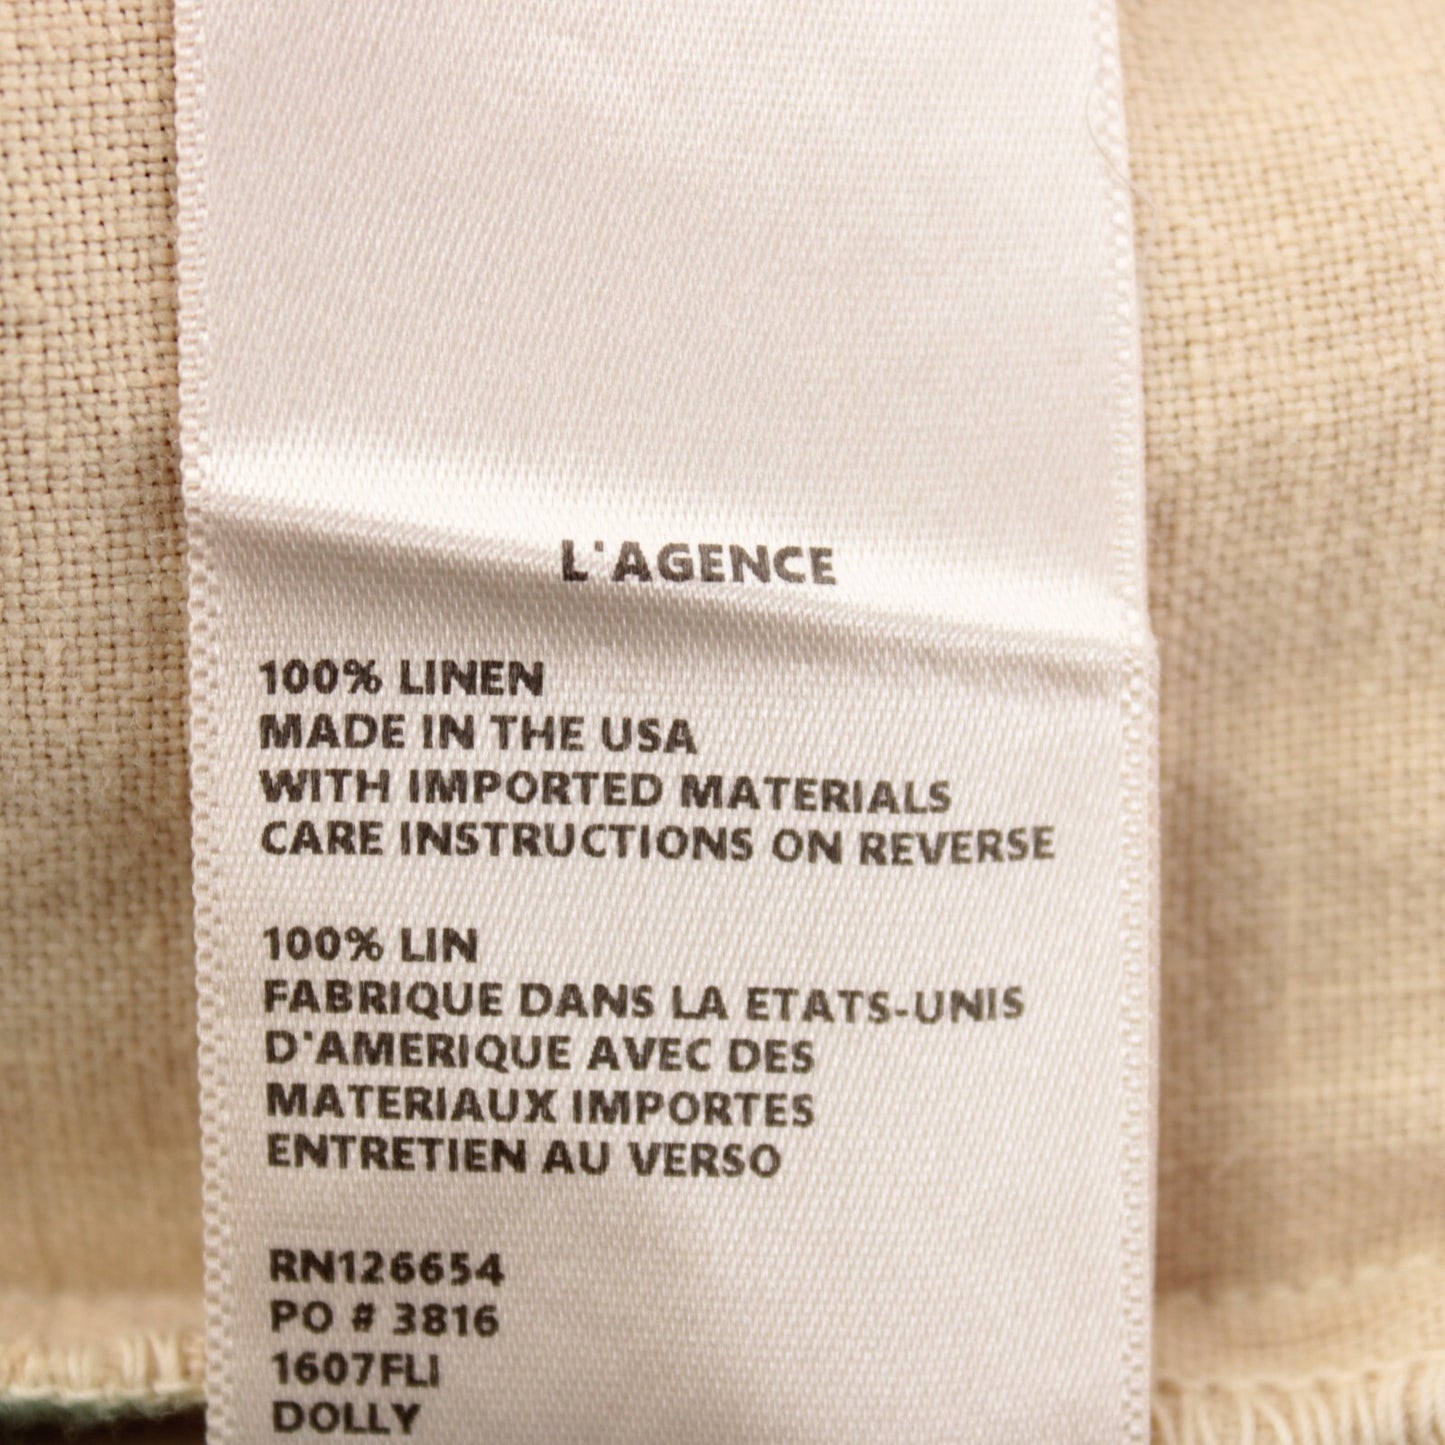 L'AGENCE
100% LINEN
MADE IN THE USA
WITH IMPORTED MATERIALS
CARE INSTRUCTIONS ON REVERSE
100% LIN
FABRIQUE DANS LA ETATS-UNIS
D'AMERIQUE AVEC DES
MATERIAUX IMPORTES
ENTRETIEN AU VERSO
RN126654
PO # 3816
1607FLI
DOLLY